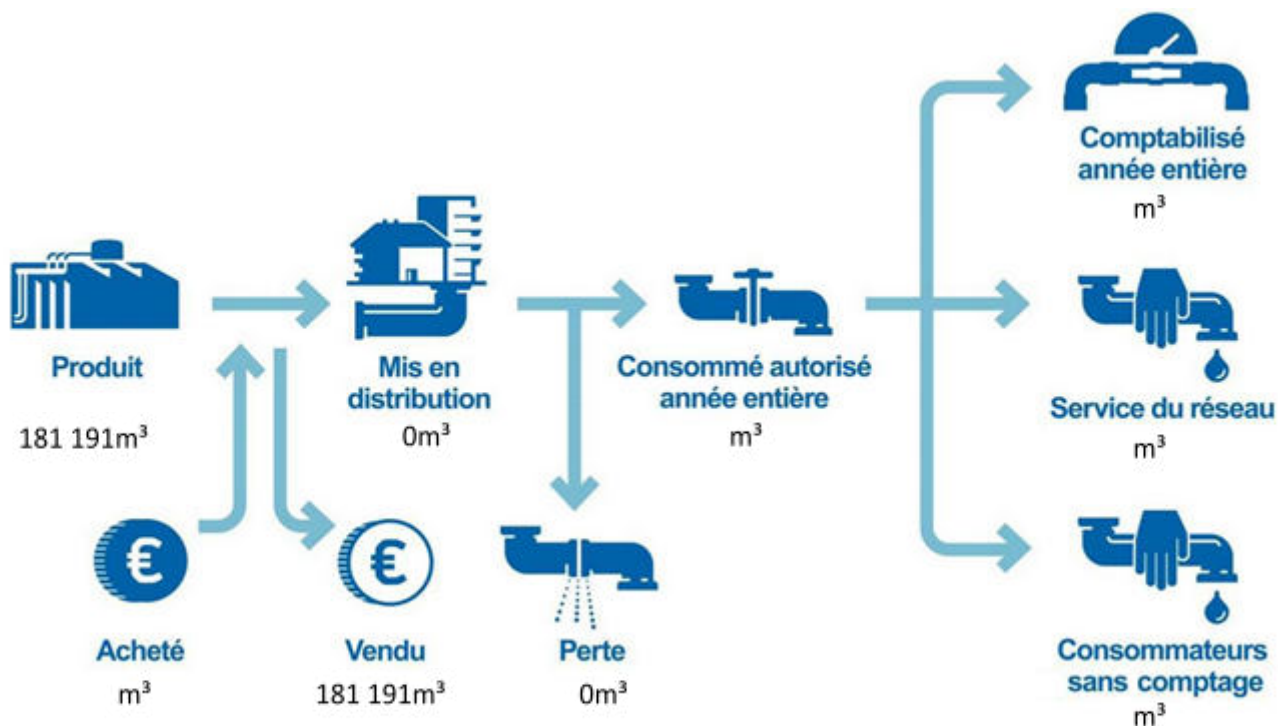 Comptabilisé
année entière
m³
Produit
181 191m³
Mis en
distribution
0m³
Consommé autorisé
année entière
m³
Service du réseau
m³
€
Acheté
m³
€
Vendu
181 191m³
Perte
0m³
Consommateurs
sans comptage
m³